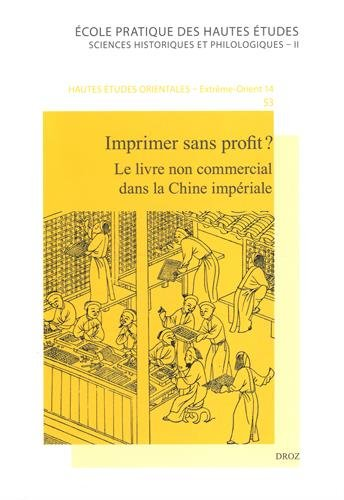 ÉCOLE PRATIQUE DES HAUTES ÉTUDES
SCIENCES HISTORIQUES ET PHILOLOGIQUES – II
HAUTES ÉTUDES ORIENTALES – Extrême-Orient 14
53
Imprimer sans profit ?
Le livre non commercial
dans la Chine impériale
DROZ